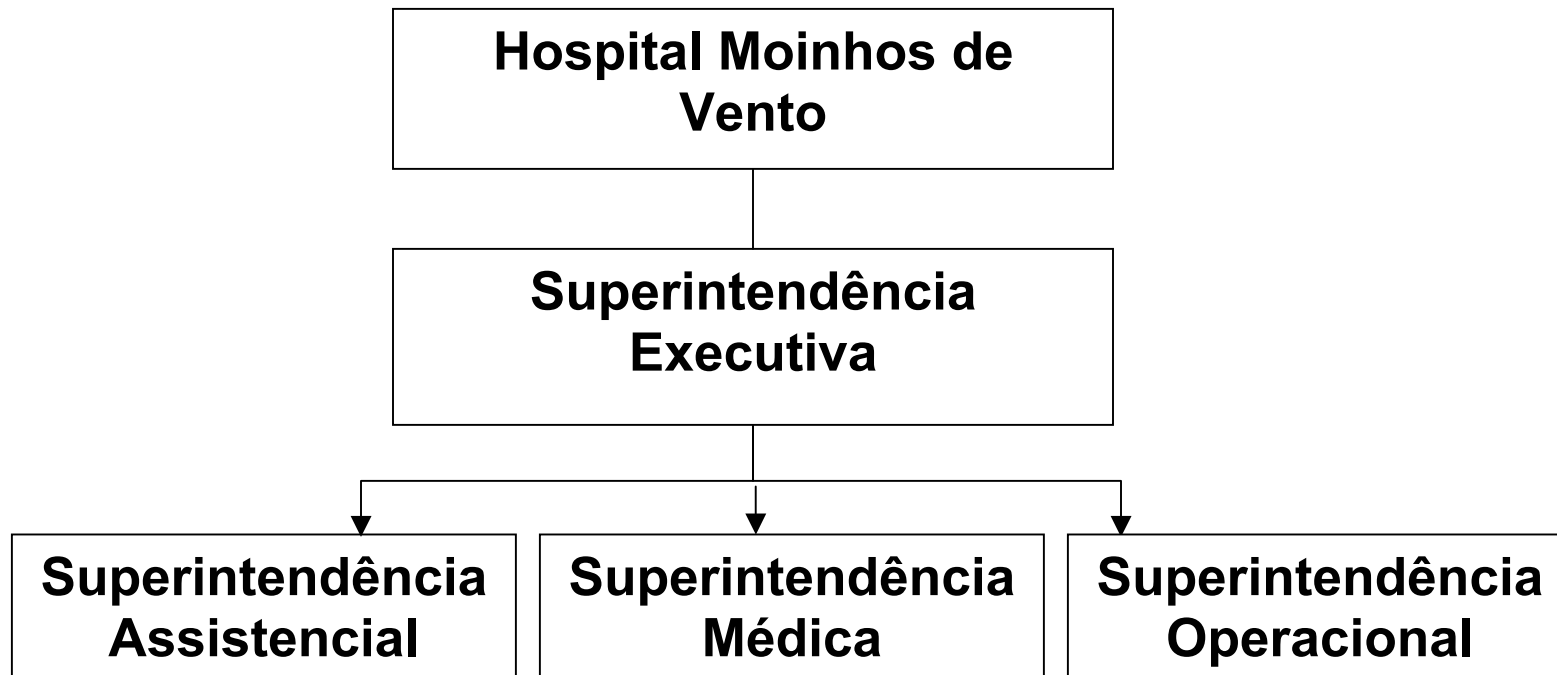 Hospital Moinhos de
Vento
Superintendência
Executiva
Superintendência
Assistencial
Superintendência
Médica
Superintendência
Operacional